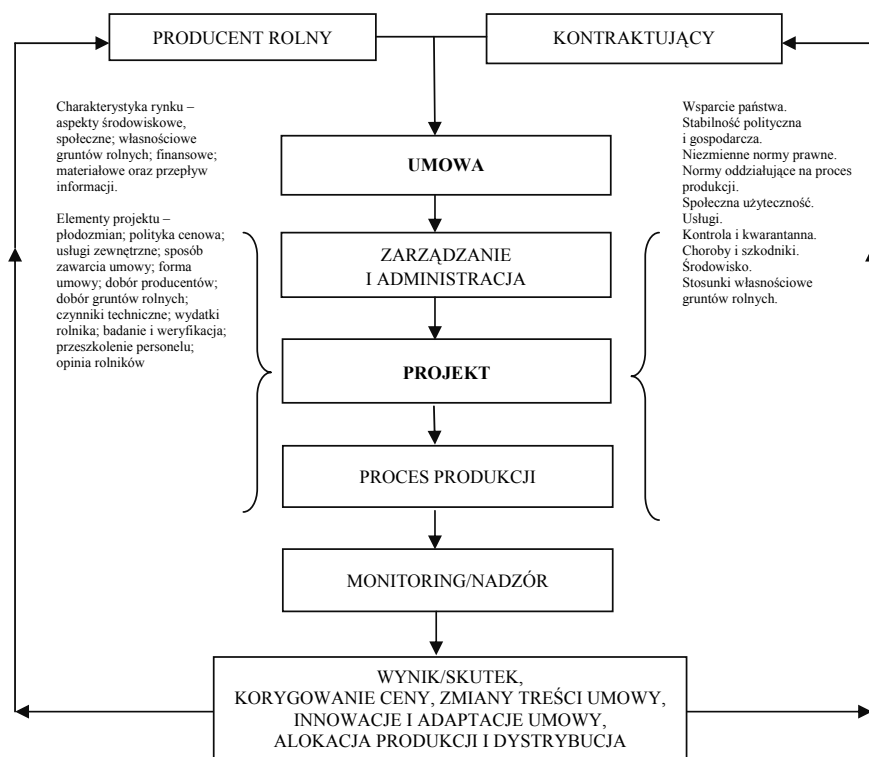 PRODUCENT ROLNY
KONTRAKTUJĄCY
Charakterystyka rynku –
aspekty środowiskowe,
społeczne; własnościowe
gruntów rolnych; finansowe;
materiałowe oraz przepływ
informacji.
Elementy projektu –
płodozmian; polityka cenowa;
usługi zewnętrzne; sposób
zawarcia umowy; forma
umowy; dobór producentów;
dobór gruntów rolnych;
czynniki techniczne; wydatki
rolnika; badanie i weryfikacja;
przeszkolenie personelu;
opinia rolników
UMOWA
ZARZĄDZANIE
I ADMINISTRACJA
PROJEKT
PROCES PRODUKCJI
MONITORING/NADZÓR
Wsparcie państwa.
Stabilność polityczna
i gospodarcza.
Niezmienne normy prawne.
Normy oddziałujące na proces
produkcji.
Społeczna użyteczność.
Usługi.
Kontrola i kwarantanna.
Choroby i szkodniki.
Środowisko.
Stosunki własnościowe
gruntów rolnych.
WYNIK/SKUTEK,
KORYGOWANIE CENY, ZMIANY TREŚCI UMOWY,
INNOWACJE I ADAPTACJE UMOWY,
ALOKACJA PRODUKCJI I DYSTRYBUCJA